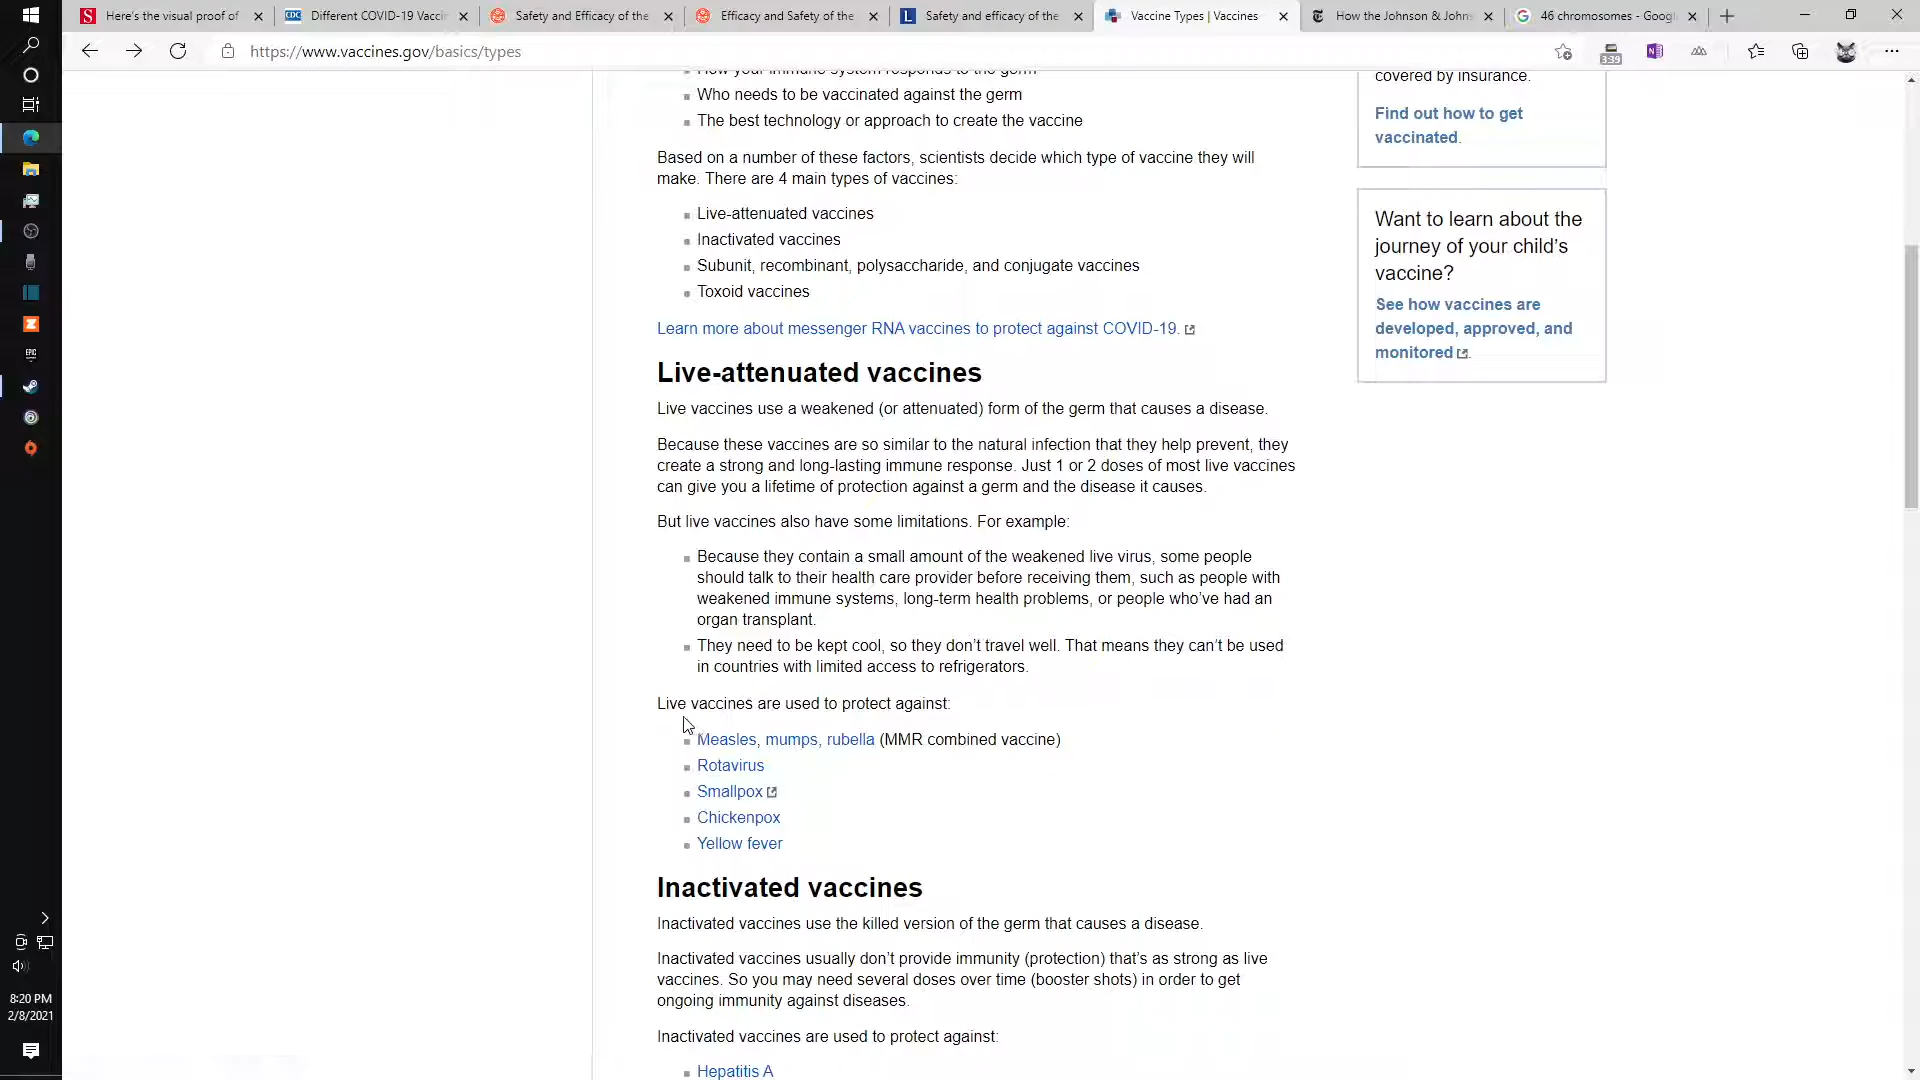 Here's the visual proof of
Different COVID-19 Vaccin
Safety and Efficacy of the
Efficacy and Safety of the
Safety and efficacy of the
Vaccine Types | Vaccines
How the Johnson & Johns
46 chromosomes - Googl
https://www.vaccines.gov/basics/types
3:39
How your immune system responds to the germ
Who needs to be vaccinated against the germ
The best technology or approach to create the vaccine
Based on a number of these factors, scientists decide which type of vaccine they will
make. There are 4 main types of vaccines:
Live-attenuated vaccines
Inactivated vaccines
Subunit, recombinant, polysaccharide, and conjugate vaccines
Toxoid vaccines
Learn more about messenger RNA vaccines to protect against COVID-19.
Live-attenuated vaccines
Live vaccines use a weakened (or attenuated) form of the germ that causes a disease.
Because these vaccines are so similar to the natural infection that they help prevent, they
create a strong and long-lasting immune response. Just 1 or 2 doses of most live vaccines
can give you a lifetime of protection against a germ and the disease it causes.
But live vaccines also have some limitations. For example:
Because they contain a small amount of the weakened live virus, some people
should talk to their health care provider before receiving them, such as people with
weakened immune systems, long-term health problems, or people who've had an
organ transplant.
They need to be kept cool, so they don't travel well. That means they can't be used
in countries with limited access to refrigerators.
Live vaccines are used to protect against:
Measles, mumps, rubella (MMR combined vaccine)
Rotavirus
Smallpox
Chickenpox
Yellow fever
Inactivated vaccines
Inactivated vaccines use the killed version of the germ that causes a disease.
Inactivated vaccines usually don't provide immunity (protection) that's as strong as live
vaccines. So you may need several doses over time (booster shots) in order to get
ongoing immunity against diseases.
Inactivated vaccines are used to protect against:
Hepatitis A
covered by insurance.
Find out how to get
vaccinated.
Want to learn about the
journey of your child's
vaccine?
See how vaccines are
developed, approved, and
monitored.
8:20 PM
2/8/2021